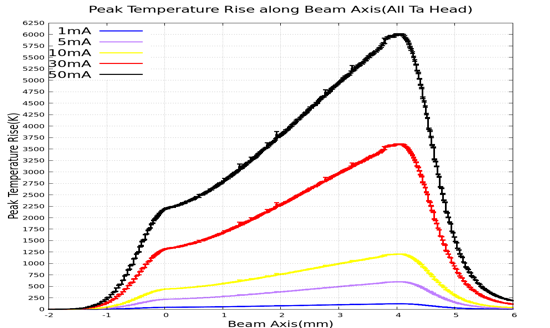 Peak Temperature Rise along Beam Axis(All Ta Head)
1mA
5mA
10mA
30mA
50mA
Peak Temperature Rise(K)
6250
6000
5750
5500
5250
5000
4750
4500
4250
4000
3750
3500
3250
3000
2750
2500
2250
2000
1750
1500
1250
1000
750
500
250
0
-2 -1 0 1 2 3 4 5 6
Beam Axis(mm)